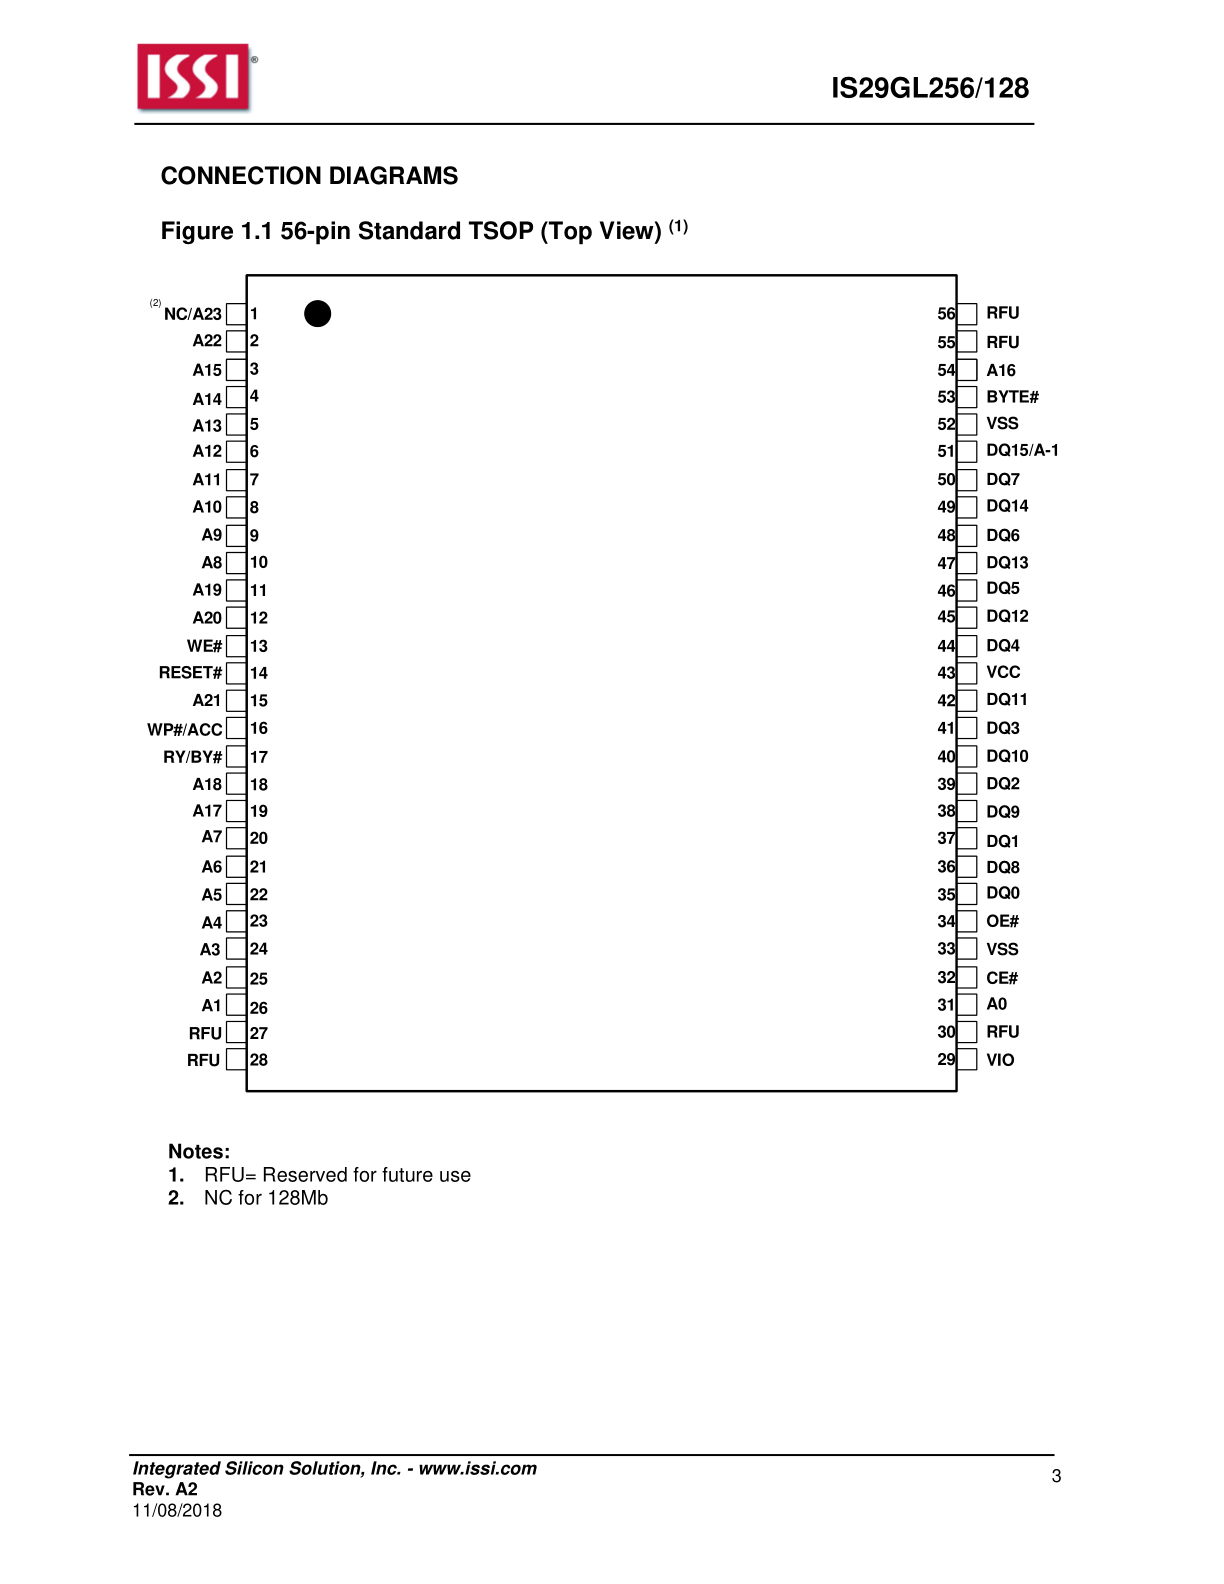 ISSI®
IS29GL256/128
CONNECTION DIAGRAMS
Figure 1.1 56-pin Standard TSOP (Top View) (1)
(2) NC/A23 1 56 RFU
A22 2 55 RFU
A15 3 54 A16
A14 4 53 BYTE#
A13 5 52 VSS
A12 6 51 DQ15/A-1
A11 7 50 DQ7
A10 8 49 DQ14
A9 9 48 DQ6
A8 10 47 DQ13
A19 11 46 DQ5
A20 12 45 DQ12
WE# 13 44 DQ4
RESET# 14 43 VCC
A21 15 42 DQ11
WP#/ACC 16 41 DQ3
RY/BY# 17 40 DQ10
A18 18 39 DQ2
A17 19 38 DQ9
A7 20 37 DQ1
A6 21 36 DQ8
A5 22 35 DQ0
A4 23 34 OE#
A3 24 33 VSS
A2 25 32 CE#
A1 26 31 A0
RFU 27 30 RFU
RFU 28 29 VIO
Notes:
1. RFU= Reserved for future use
2. NC for 128Mb
Integrated Silicon Solution, Inc. - www.issi.com
3
Rev. A2
11/08/2018